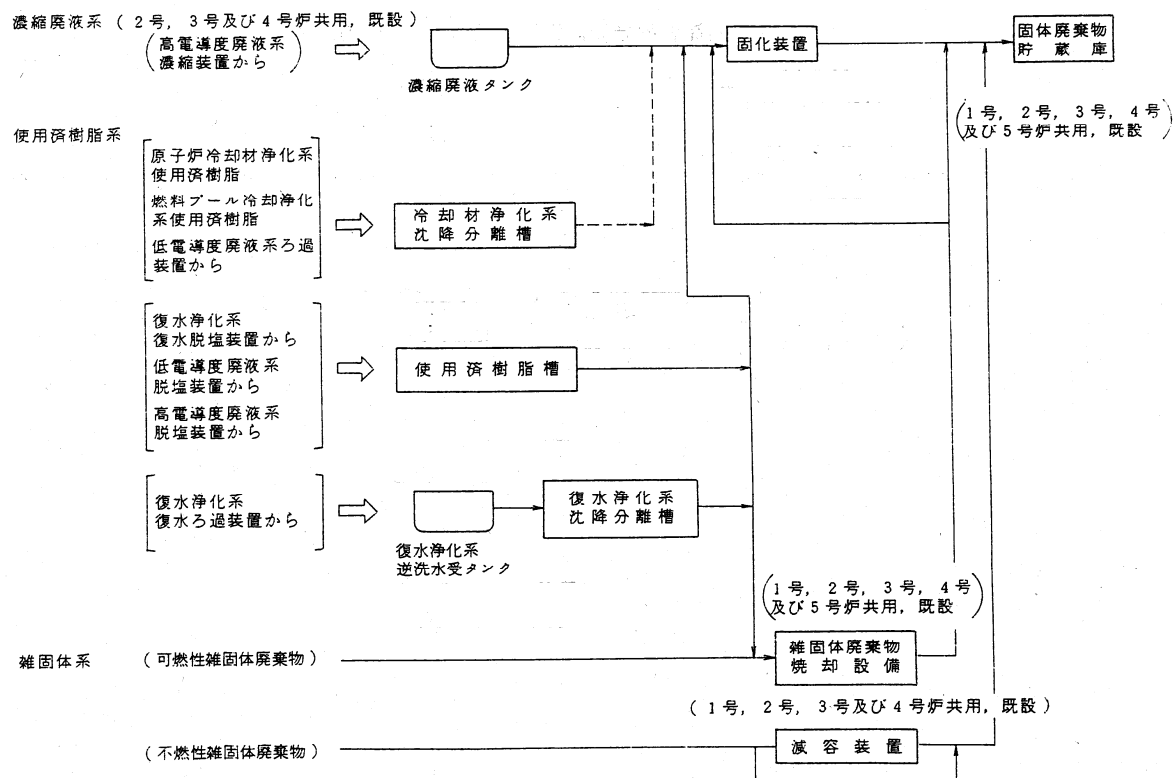 濃縮廃液系 (2号, 3号及び4号炉共用, 既設)
(高電導度廃液系
濃縮装置から)
濃縮廃液タンク
固化装置
固体廃棄物
貯蔵庫
(1号, 2号, 3号, 4号
及び5号炉共用, 既設)
使用済樹脂系
原子炉冷却材浄化系
使用済樹脂
燃料プール冷却浄化
系使用済樹脂
低電導度廃液系ろ過
装置から
冷却材浄化系
沈降分離槽
復水浄化系
復水脱塩装置から
低電導度廃液系
脱塩装置から
高電導度廃液系
脱塩装置から
使用済樹脂槽
復水浄化系
復水ろ過装置から
復水浄化系
逆洗水受タンク
復水浄化系
沈降分離槽
(1号, 2号, 3号, 4号
及び5号炉共用, 既設)
雑固体系
(可燃性雑固体廃棄物)
雑固体廃棄物
焼却設備
(1号, 2号, 3号及び4号炉共用, 既設)
(不燃性雑固体廃棄物)
減容装置